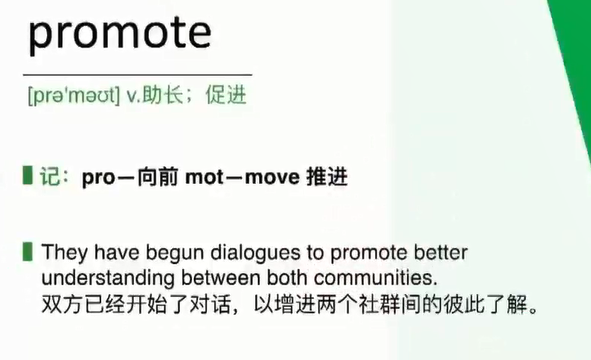 promote
[prə'məʊt] v.助长；促进
记：pro—向前 mot—move 推进
They have begun dialogues to promote better
understanding between both communities.
双方已经开始了对话，以增进两个社群间的彼此了解。